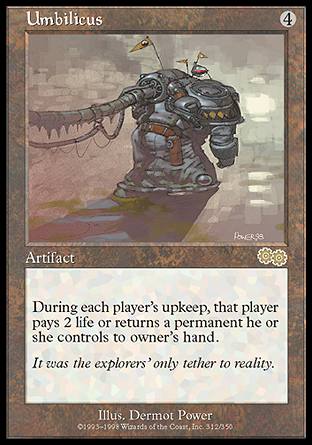 Umbilicus 4
POWER98
Artifact
During each player's upkeep, that player
pays 2 life or returns a permanent he or
she controls to owner's hand.
It was the explorers' only tether to reality.
Illus. Dermot Power
©1993–1998 Wizards of the Coast, Inc. 312/350